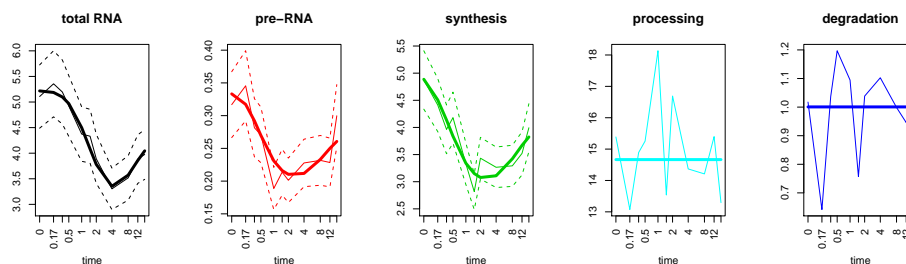 total RNA
pre−RNA
synthesis
processing
degradation
3.0 3.5 4.0 4.5 5.0 5.5 6.0
0 0.17 0.5 1 2 4 8 12
time
0.15 0.20 0.25 0.30 0.35 0.40
0 0.17 0.5 1 2 4 8 12
time
2.5 3.0 3.5 4.0 4.5 5.0 5.5
0 0.17 0.5 1 2 4 8 12
time
13 14 15 16 17 18
0 0.17 0.5 1 2 4 8 12
time
0.7 0.8 0.9 1.0 1.1 1.2
0 0.17 0.5 1 2 4 8 12
time